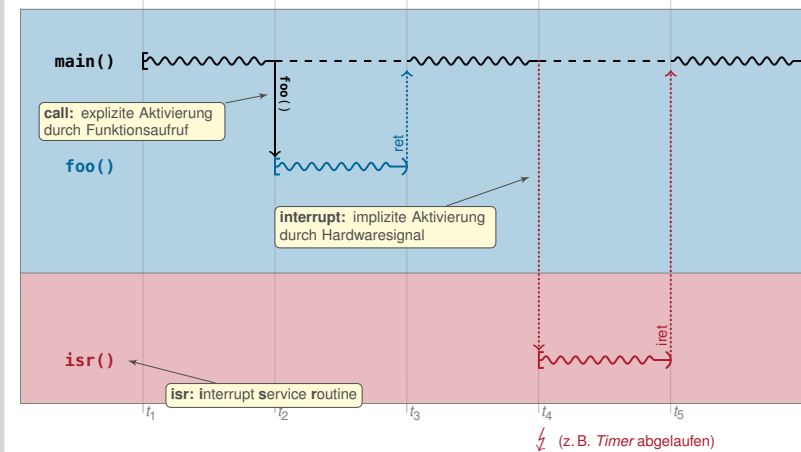 main()
foo()
call: explizite Aktivierung
durch Funktionsaufruf
foo()
ret
interrupt: implizite Aktivierung
durch Hardwaresignal
isr()
iret
isr: interrupt service routine
t1 t2 t3 t4 t5
(z. B. Timer abgelaufen)